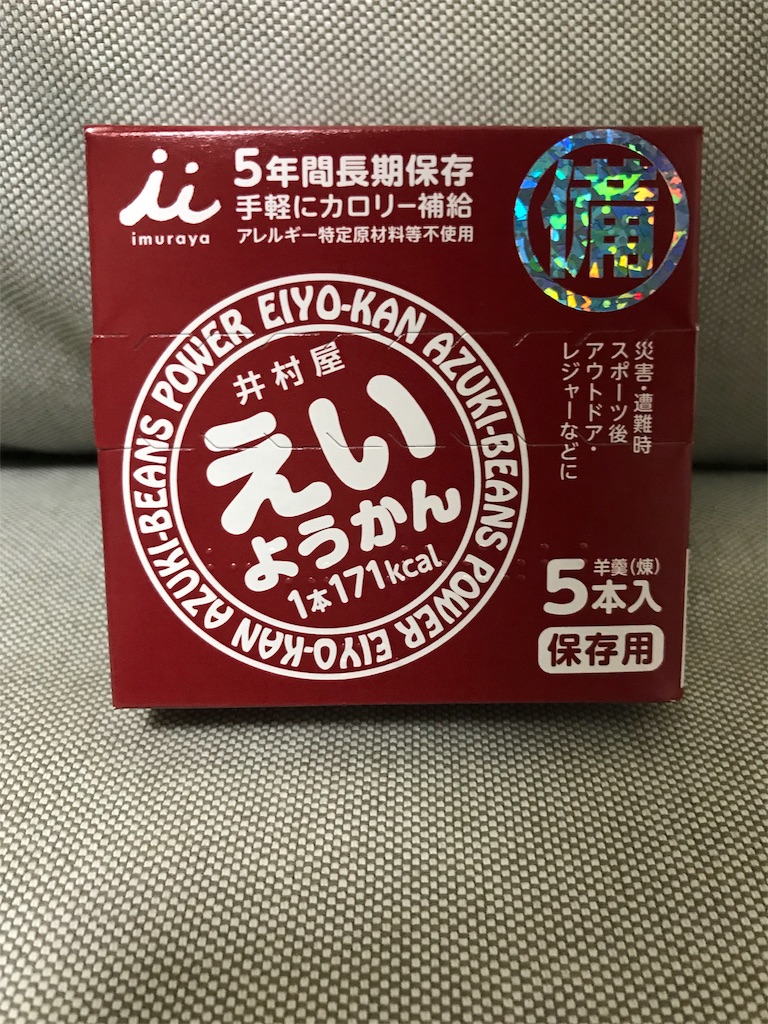 imuraya
5年間長期保存
手軽にカロリー補給
アレルギー特定原材料等不使用
備
災害・遭難時
スポーツ後
アウトドア・
レジャーなどに
EIYO-KAN AZUKI-BEANS POWER EIYO-KAN AZUKI-BEANS POWER
井村屋
えい
ようかん
1本171kcal
羊羹(煉)
5本入
保存用